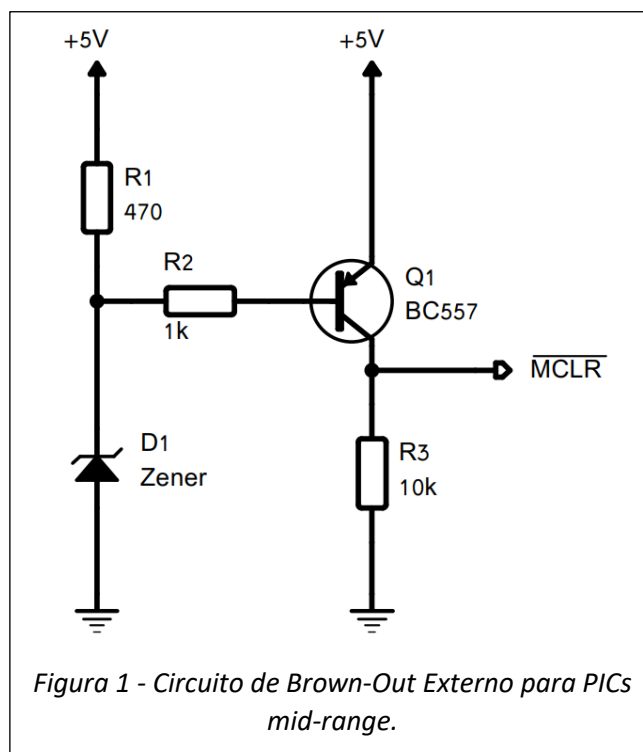 +5V
+5V
R1
470
R2
1k
Q1
BC557
MCLR
D1
Zener
R3
10k
Figura 1 - Circuito de Brown-Out Externo para PICs
mid-range.